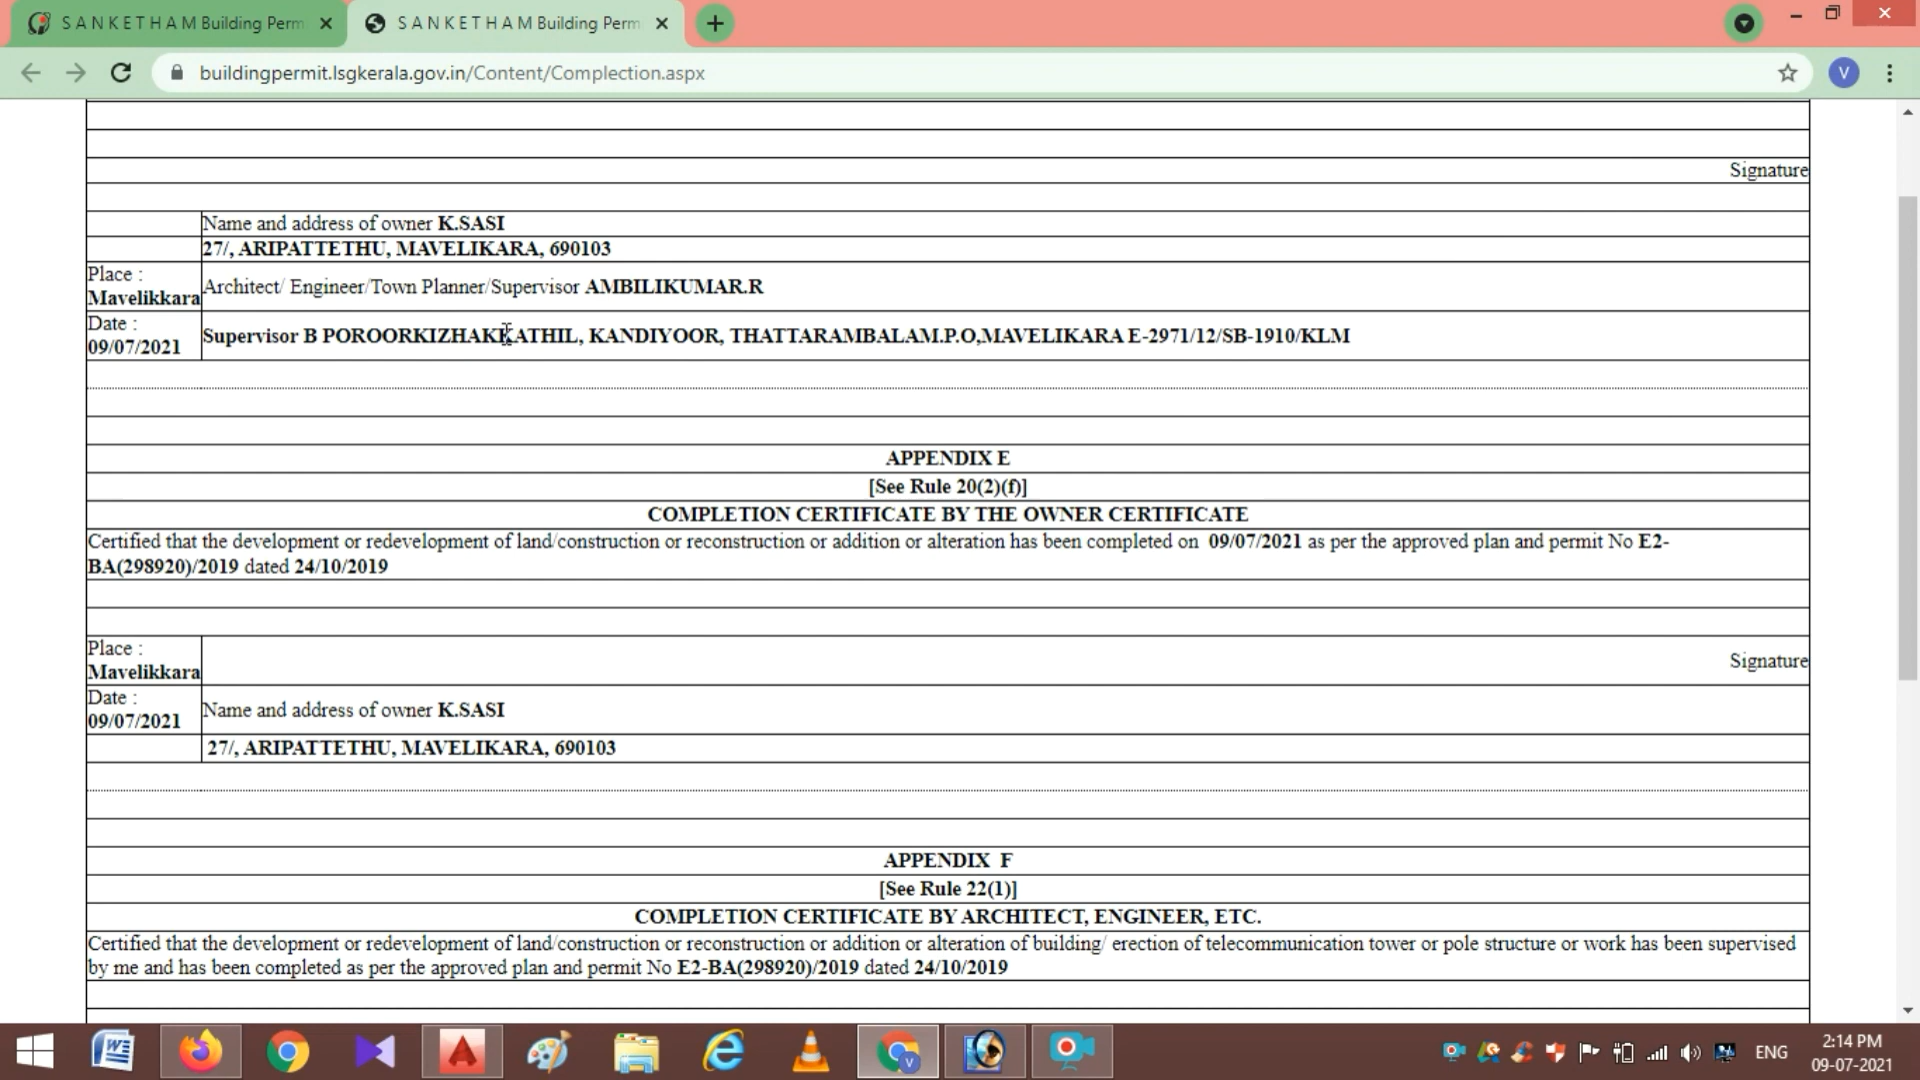 S A N K E T H A M Building Perm
S A N K E T H A M Building Perm
buildingpermit.lsgkerala.gov.in/Content/Complection.aspx
V
Signature
Name and address of owner K.SASI
27/, ARIPATTETHU, MAVELIKARA, 690103
Place :
Mavelikkara
Architect/ Engineer/Town Planner/Supervisor AMBILIKUMAR.R
Date :
09/07/2021
Supervisor B POROORKIZHAKKATHIL, KANDIYOOR, THATTARAMBALAM.P.O,MAVELIKARA E-2971/12/SB-1910/KLM
APPENDIX E
[See Rule 20(2)(f)]
COMPLETION CERTIFICATE BY THE OWNER CERTIFICATE
Certified that the development or redevelopment of land/construction or reconstruction or addition or alteration has been completed on 09/07/2021 as per the approved plan and permit No E2-
BA(298920)/2019 dated 24/10/2019
Place :
Mavelikkara
Signature
Date :
09/07/2021
Name and address of owner K.SASI
27/, ARIPATTETHU, MAVELIKARA, 690103
APPENDIX F
[See Rule 22(1)]
COMPLETION CERTIFICATE BY ARCHITECT, ENGINEER, ETC.
Certified that the development or redevelopment of land/construction or reconstruction or addition or alteration of building/ erection of telecommunication tower or pole structure or work has been supervised
by me and has been completed as per the approved plan and permit No E2-BA(298920)/2019 dated 24/10/2019
ENG
2:14 PM
09-07-2021